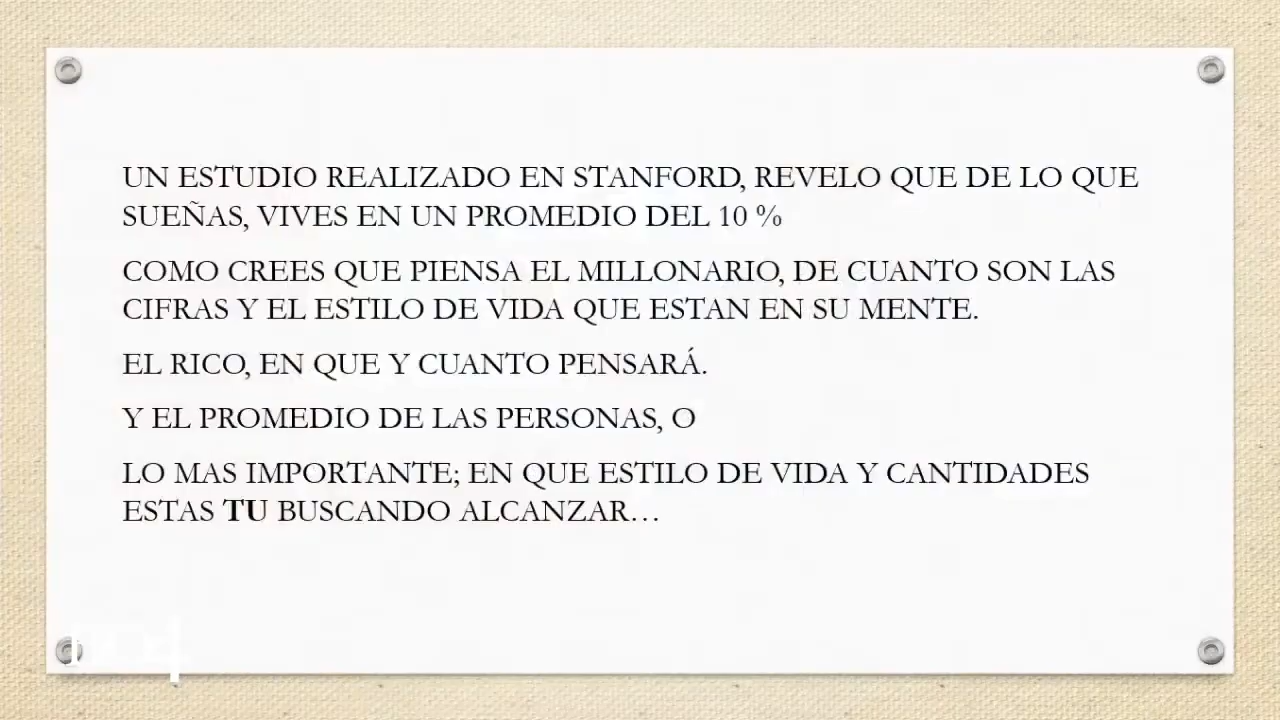 UN ESTUDIO REALIZADO EN STANFORD, REVELO QUE DE LO QUE
SUEÑAS, VIVES EN UN PROMEDIO DEL 10 %
COMO CREES QUE PIENSA EL MILLONARIO, DE CUANTO SON LAS
CIFRAS Y EL ESTILO DE VIDA QUE ESTAN EN SU MENTE.
EL RICO, EN QUE Y CUANTO PENSARÁ.
Y EL PROMEDIO DE LAS PERSONAS, O
LO MAS IMPORTANTE; EN QUE ESTILO DE VIDA Y CANTIDADES
ESTAS TU BUSCANDO ALCANZAR…